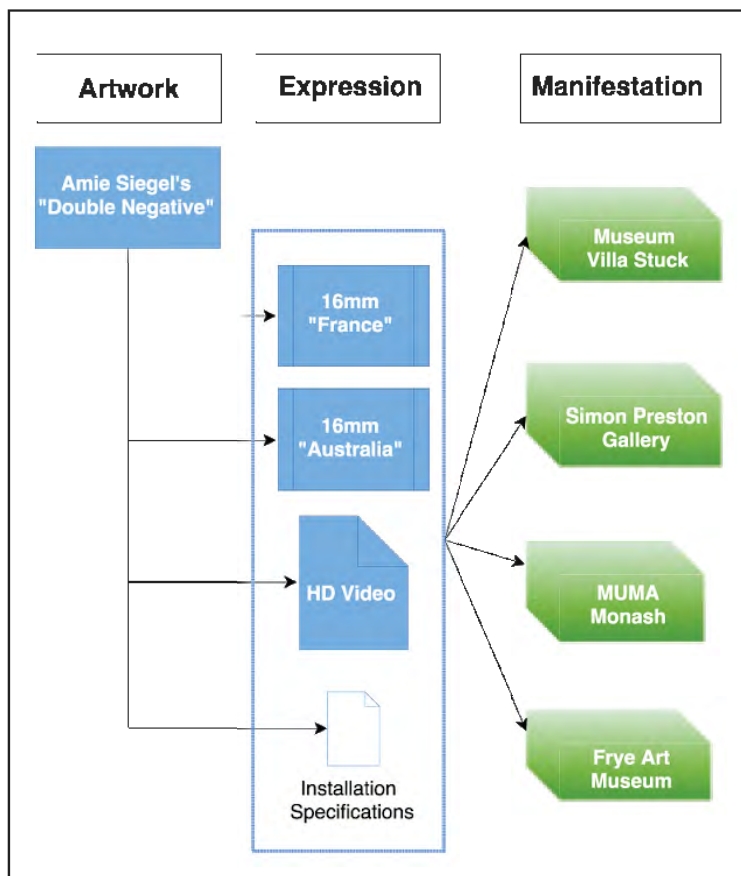 Artwork
Expression
Manifestation
Amie Siegel's
"Double Negative"
16mm
"France"
16mm
"Australia"
HD Video
Installation
Specifications
Museum
Villa Stuck
Simon Preston
Gallery
MUMA
Monash
Frye Art
Museum